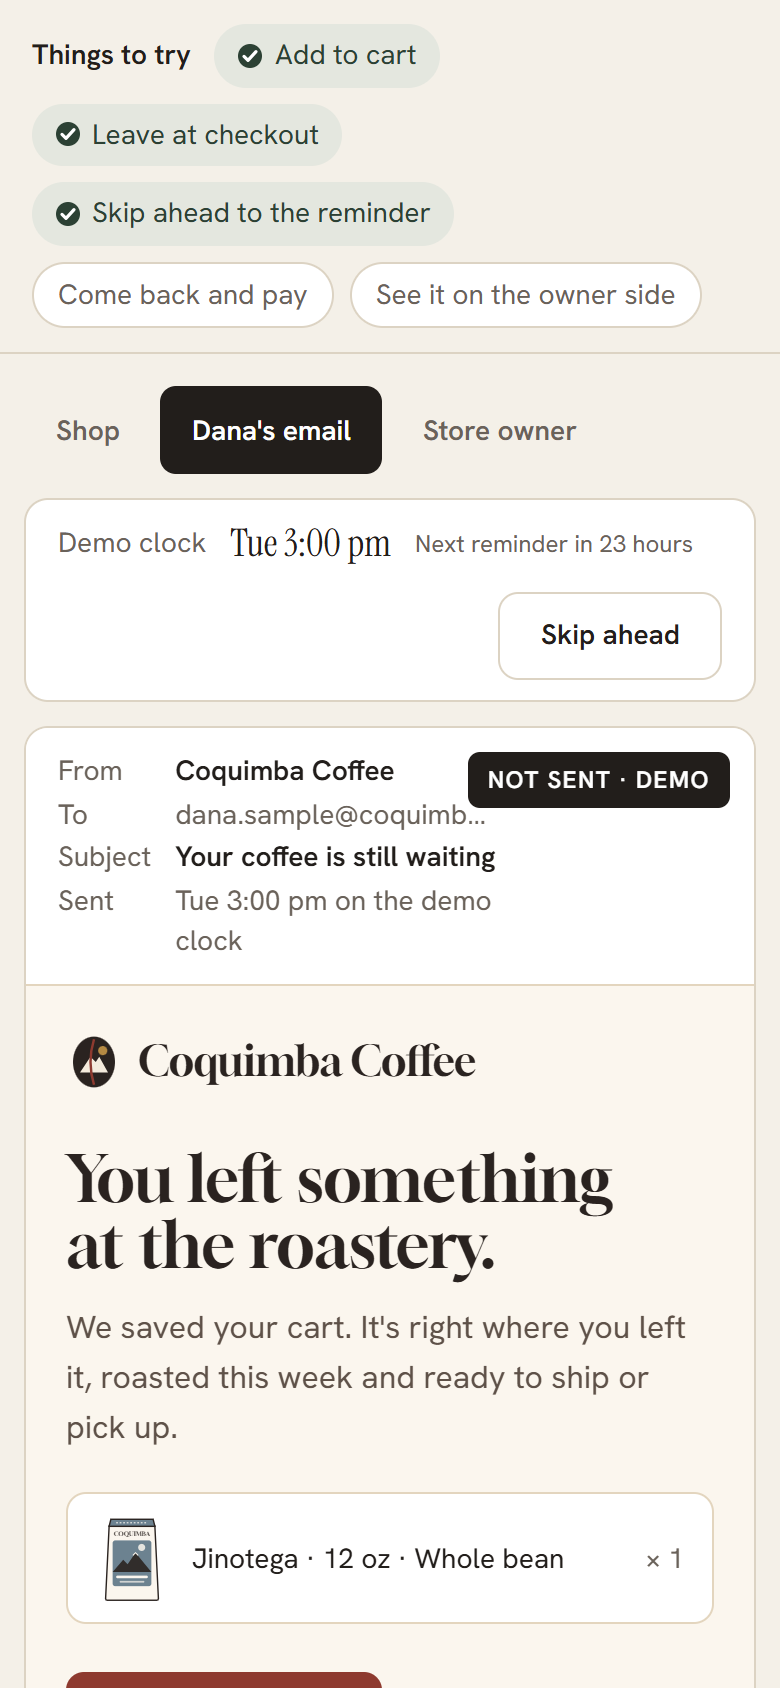 Things to try
Add to cart
Leave at checkout
Skip ahead to the reminder
Come back and pay
See it on the owner side
Shop
Dana's email
Store owner
Demo clock Tue 3:00 pm Next reminder in 23 hours
Skip ahead
From Coquimba Coffee
NOT SENT · DEMO
To dana.sample@coquimb...
Subject Your coffee is still waiting
Sent Tue 3:00 pm on the demo
clock
Coquimba Coffee
You left something
at the roastery.
We saved your cart. It's right where you left
it, roasted this week and ready to ship or
pick up.
COQUIMBA
Jinotega · 12 oz · Whole bean × 1